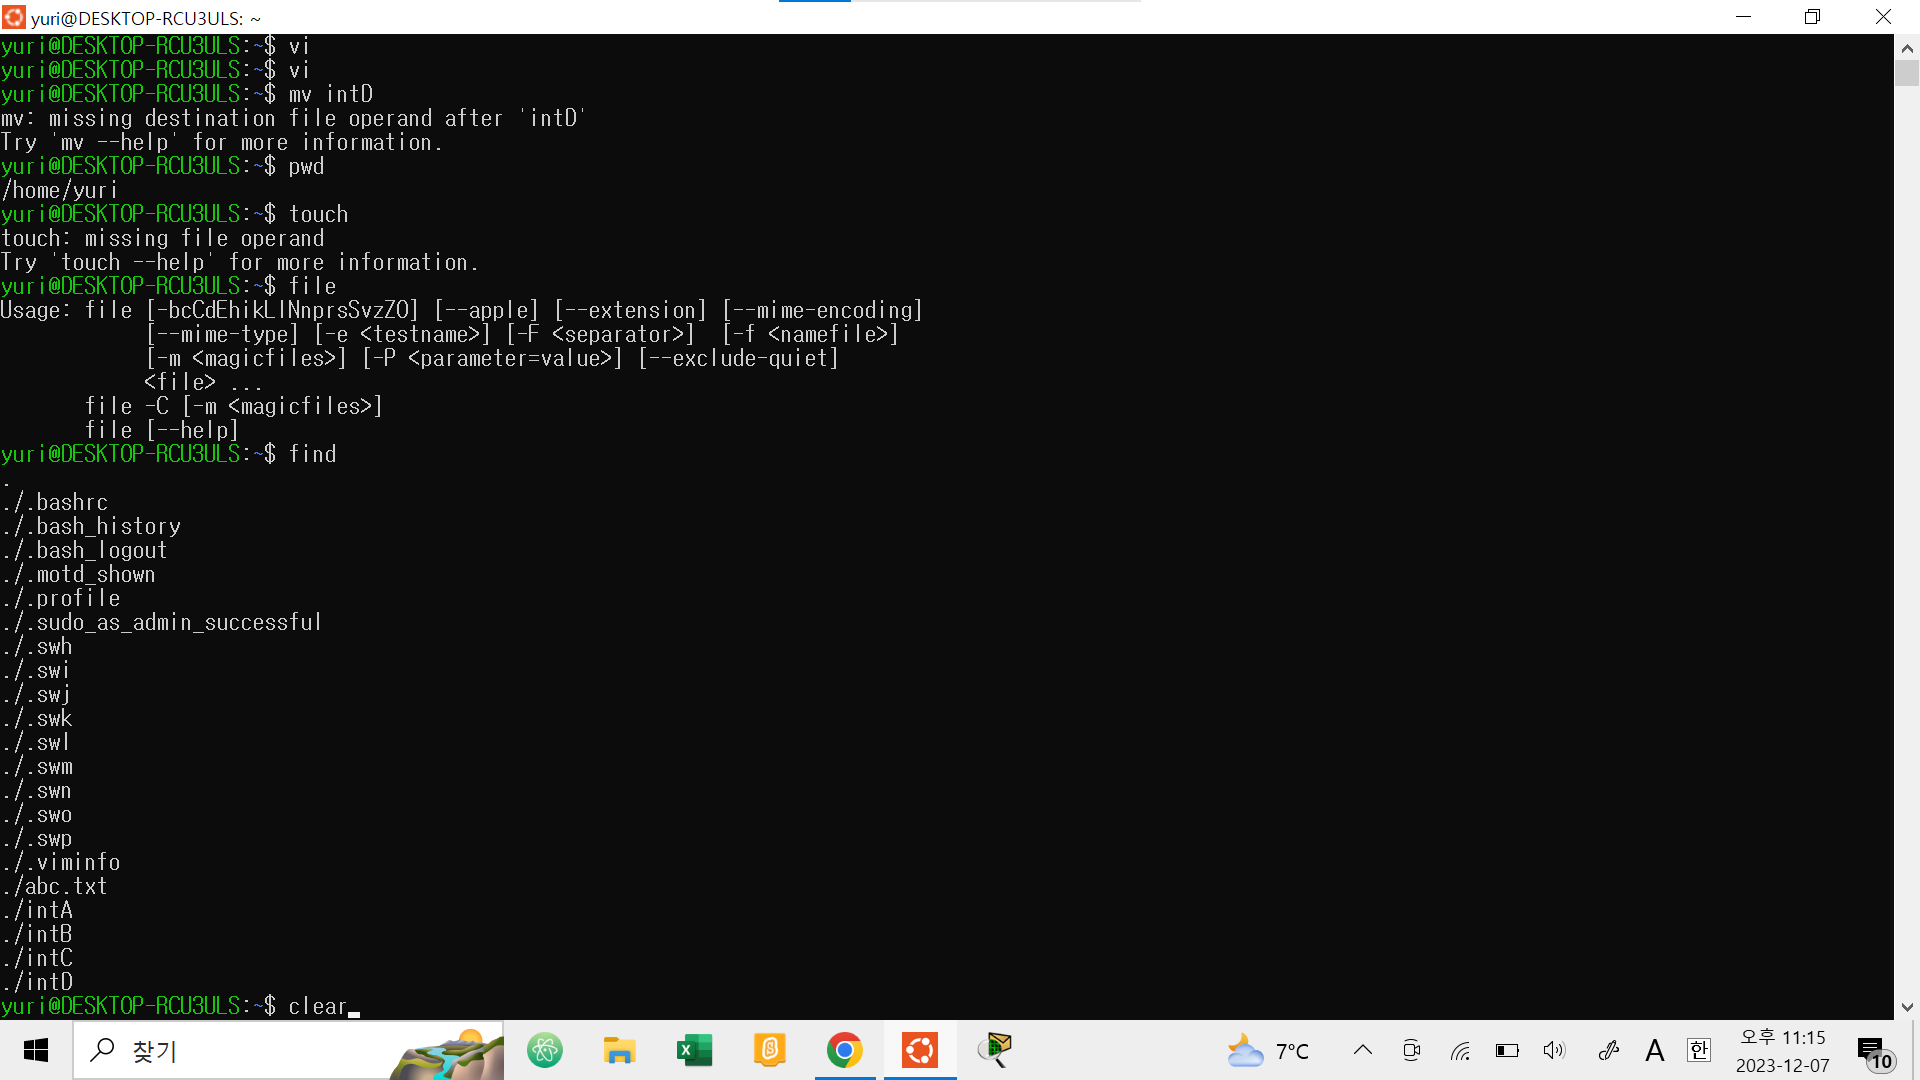 yuri@DESKTOP-RCU3ULS: ~
yuri@DESKTOP-RCU3ULS:~$ vi
yuri@DESKTOP-RCU3ULS:~$ vi
yuri@DESKTOP-RCU3ULS:~$ mv intD
mv: missing destination file operand after 'intD'
Try 'mv --help' for more information.
yuri@DESKTOP-RCU3ULS:~$ pwd
/home/yuri
yuri@DESKTOP-RCU3ULS:~$ touch
touch: missing file operand
Try 'touch --help' for more information.
yuri@DESKTOP-RCU3ULS:~$ file
Usage: file [-bcCdEhikLlNnprsSvzZ0] [--apple] [--extension] [--mime-encoding]
            [--mime-type] [-e <testname>] [-F <separator>]  [-f <namefile>]
            [-m <magicfiles>] [-P <parameter=value>] [--exclude-quiet]
            <file> ...
       file -C [-m <magicfiles>]
       file [--help]
yuri@DESKTOP-RCU3ULS:~$ find
.
./.bashrc
./.bash_history
./.bash_logout
./.motd_shown
./.profile
./.sudo_as_admin_successful
./.swh
./.swi
./.swj
./.swk
./.swl
./.swm
./.swn
./.swo
./.swp
./.viminfo
./abc.txt
./intA
./intB
./intC
./intD
yuri@DESKTOP-RCU3ULS:~$ clear
찾기
7°C
A
한
오후 11:15
2023-12-07
10